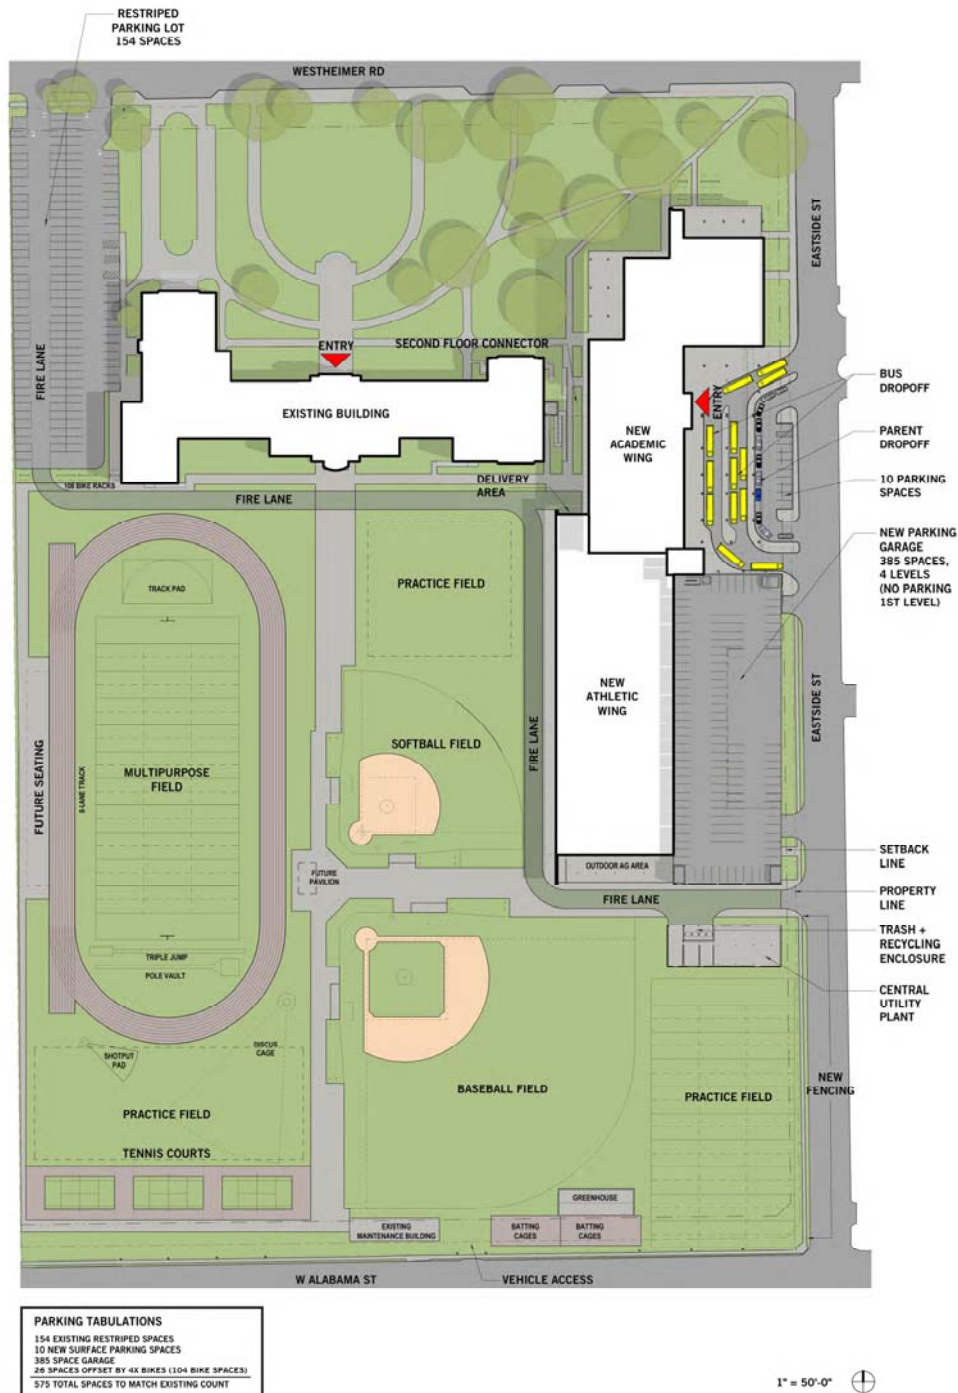 RESTRIPED
PARKING LOT
154 SPACES
WESTHEIMER RD
EASTSIDE ST
FIRE LANE
ENTRY
SECOND FLOOR CONNECTOR
EXISTING BUILDING
NEW
ACADEMIC
WING
ENTRY
BUS
DROPOFF
PARENT
DROPOFF
10 PARKING
SPACES
DELIVERY
AREA
108 BIKE RACKS
FIRE LANE
NEW PARKING
GARAGE
385 SPACES,
4 LEVELS
(NO PARKING
1ST LEVEL)
TRACK PAD
PRACTICE FIELD
NEW
ATHLETIC
WING
EASTSIDE ST
FUTURE SEATING
8-LANE TRACK
MULTIPURPOSE
FIELD
SOFTBALL FIELD
FIRE LANE
FUTURE
PAVILION
OUTDOOR AG AREA
SETBACK
LINE
FIRE LANE
PROPERTY
LINE
TRASH +
RECYCLING
ENCLOSURE
TRIPLE JUMP
POLE VAULT
CENTRAL
UTILITY
PLANT
SHOTPUT
PAD
DISCUS
CAGE
NEW
FENCING
BASEBALL FIELD
PRACTICE FIELD
PRACTICE FIELD
TENNIS COURTS
GREENHOUSE
EXISTING
MAINTENANCE BUILDING
BATTING
CAGES
BATTING
CAGES
W ALABAMA ST
VEHICLE ACCESS
PARKING TABULATIONS
154 EXISTING RESTRIPED SPACES
10 NEW SURFACE PARKING SPACES
385 SPACE GARAGE
26 SPACES OFFSET BY 4X BIKES (104 BIKE SPACES)
575 TOTAL SPACES TO MATCH EXISTING COUNT
1" = 50'-0"